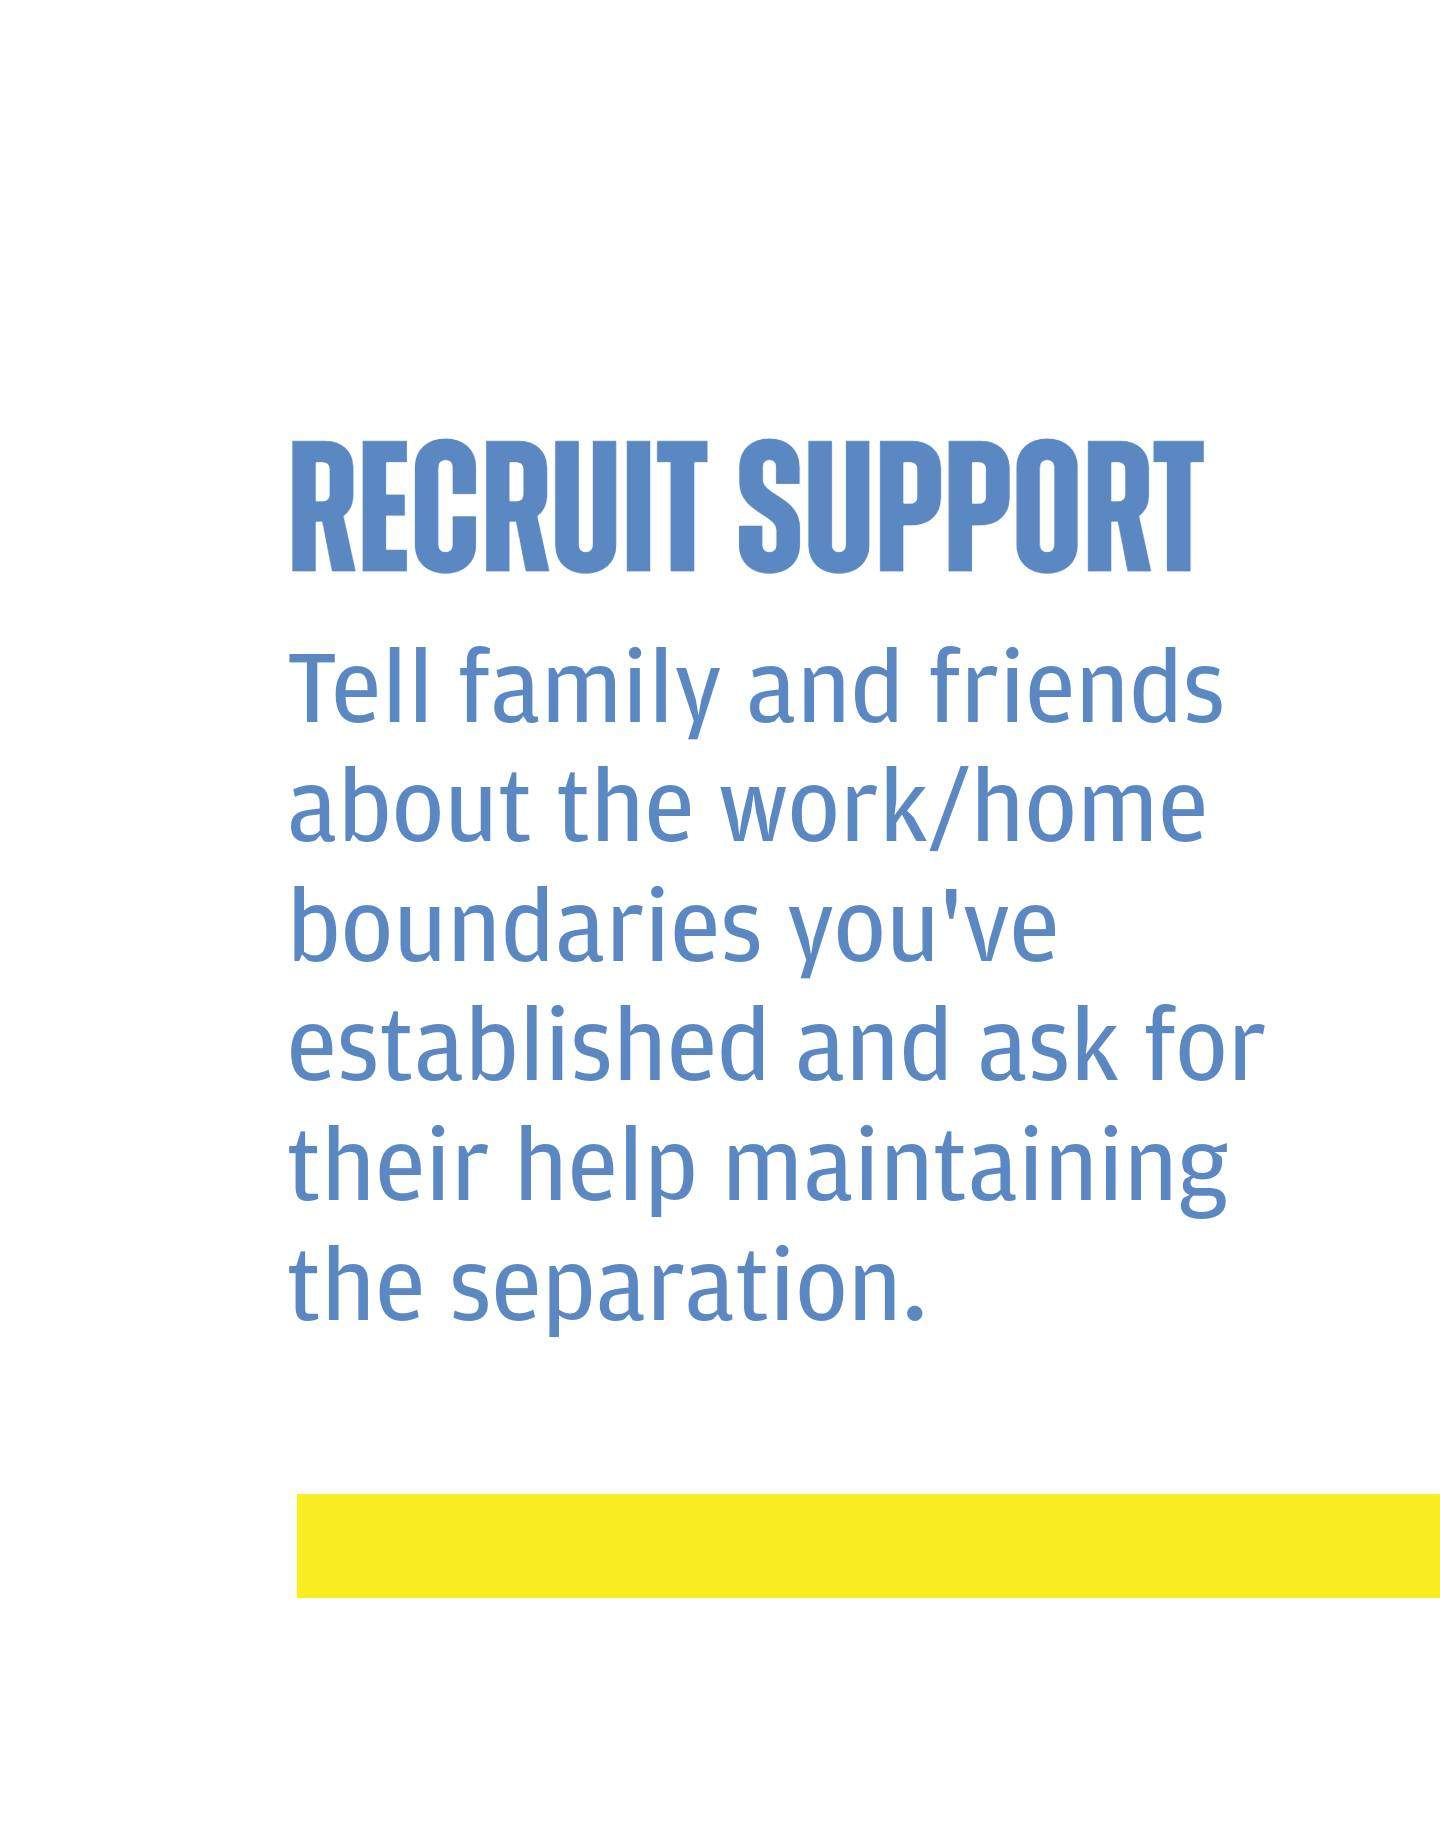 RECRUIT SUPPORT
Tell family and friends
about the work/home
boundaries you've
established and ask for
their help maintaining
the separation.